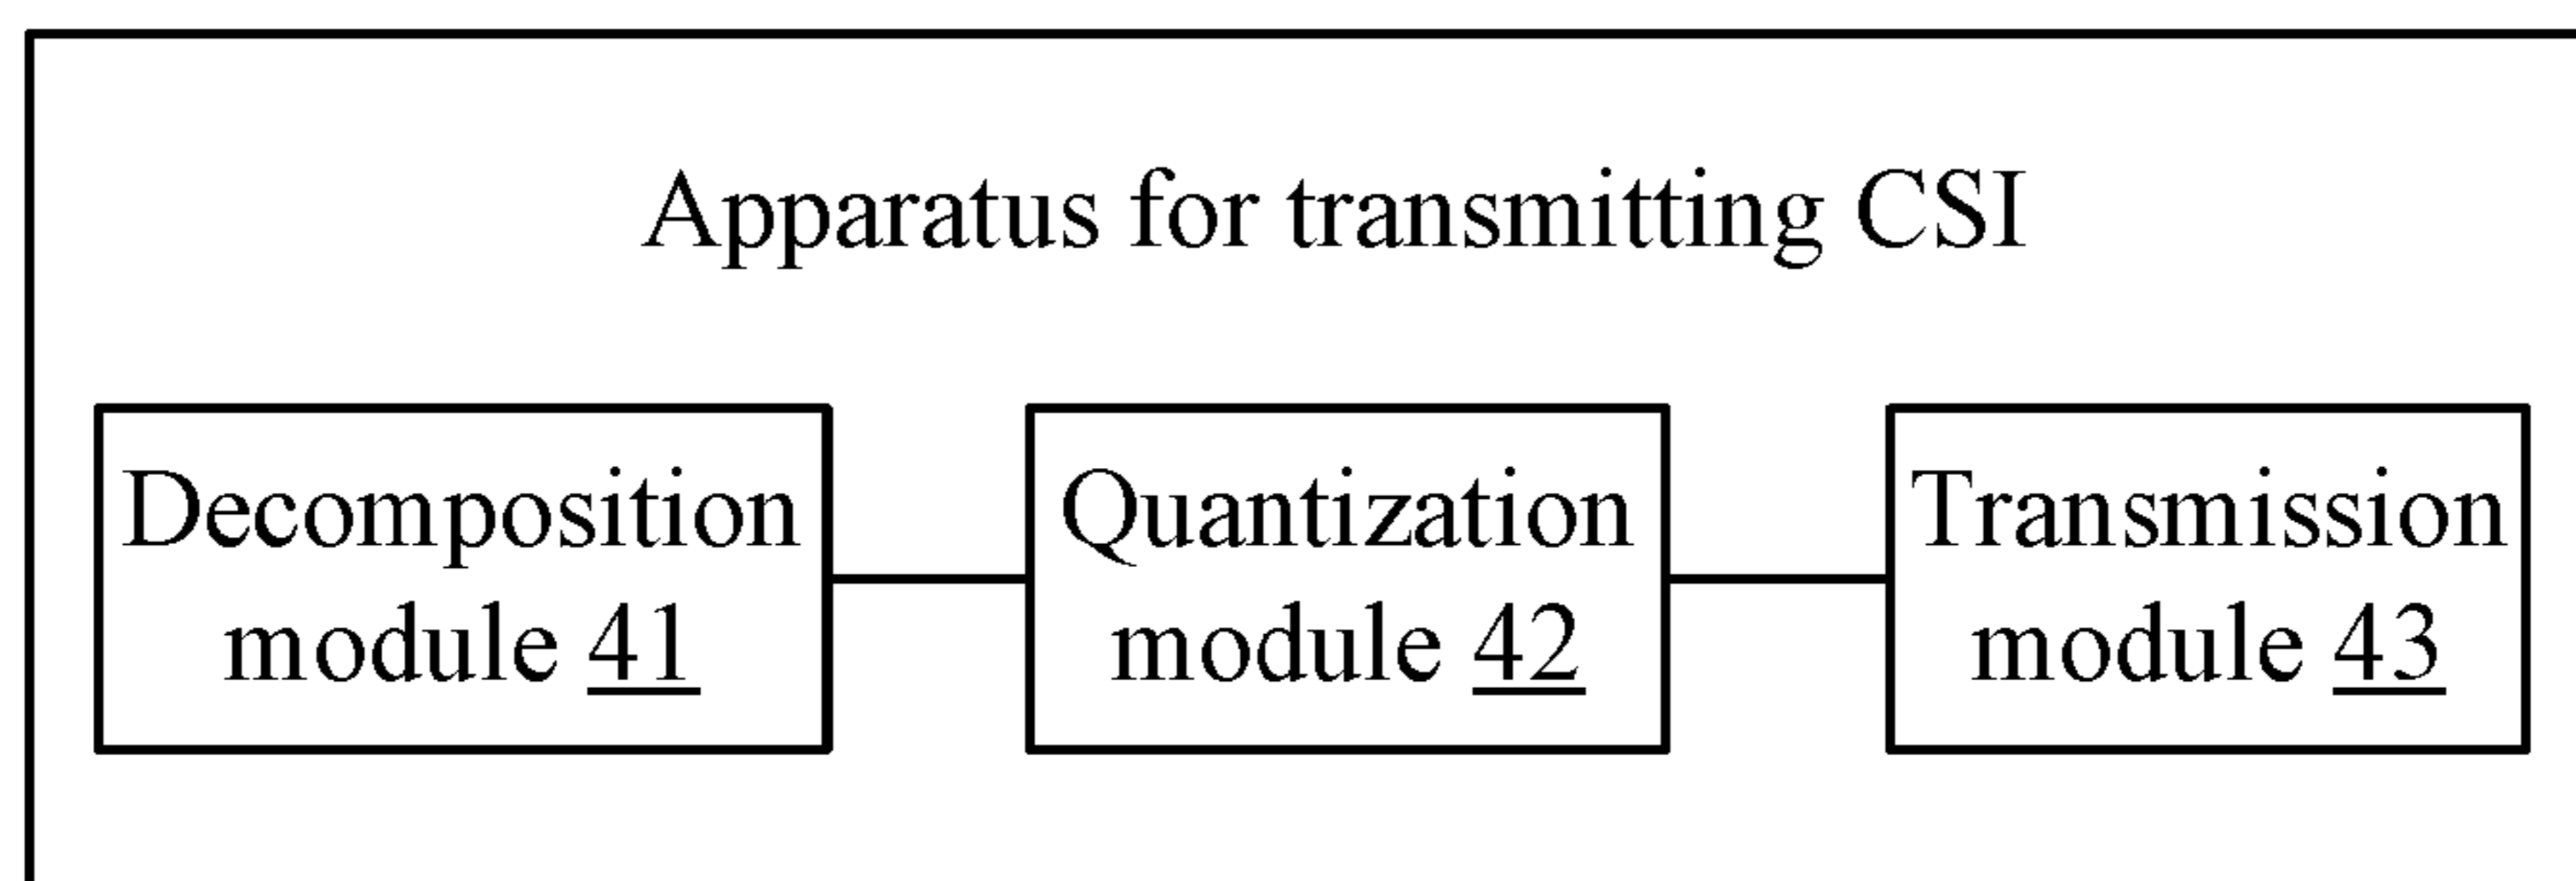 Apparatus for transmitting CSI
Decomposition
module 41
Quantization
module 42
Transmission
module 43